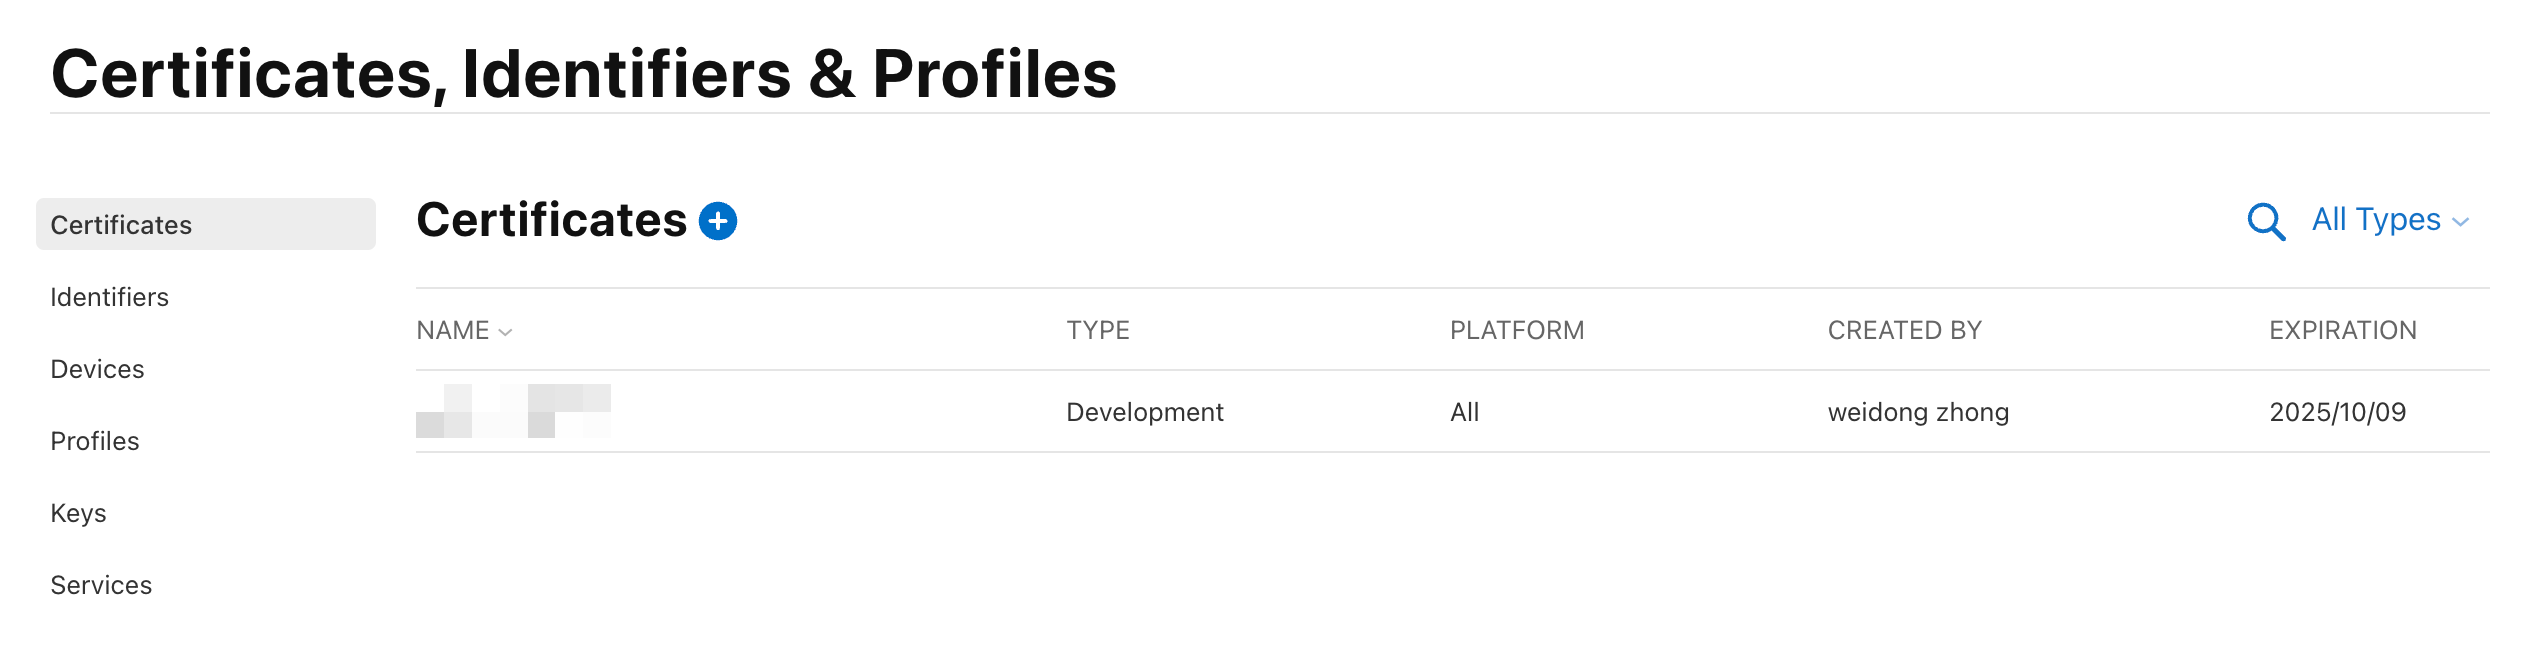 Certificates, Identifiers & Profiles
Certificates
Identifiers
Devices
Profiles
Keys
Services
Certificates
All Types
NAME TYPE PLATFORM CREATED BY EXPIRATION
Development All weidong zhong 2025/10/09